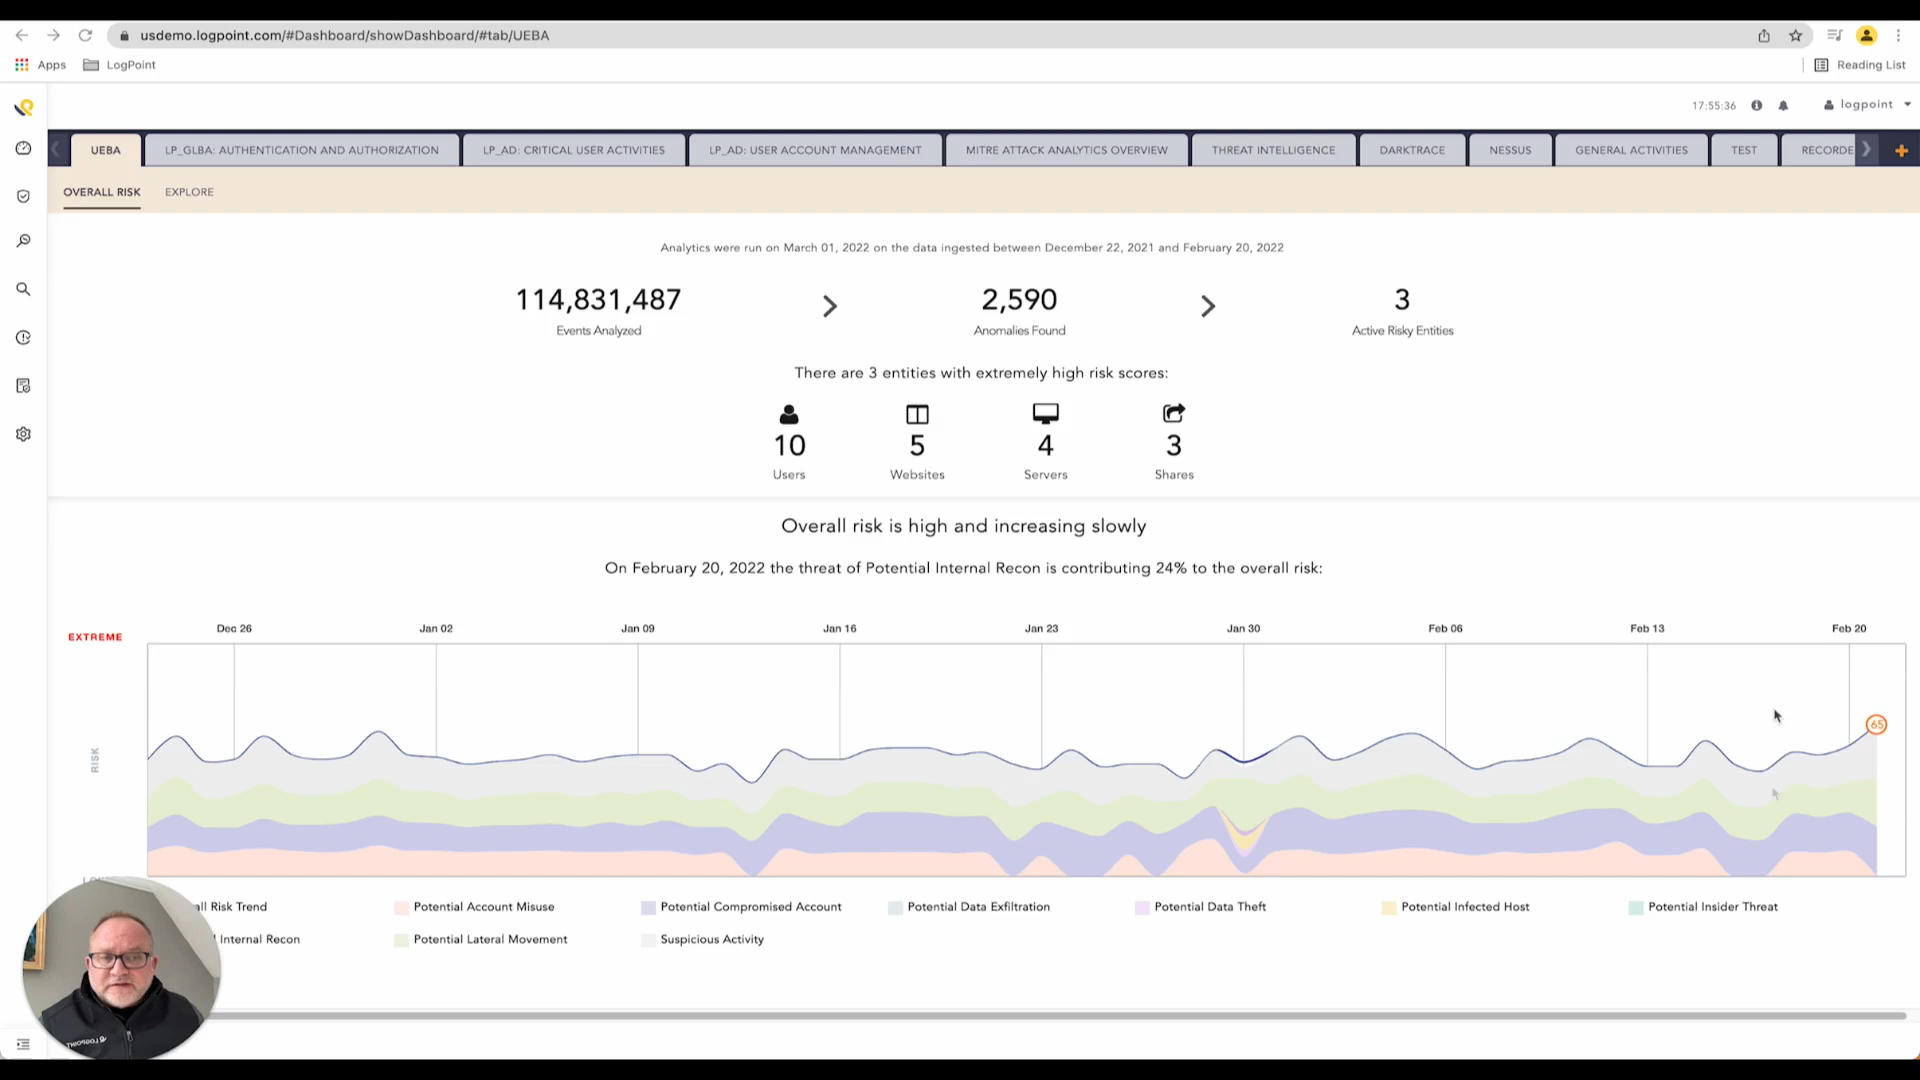 usdemo.logpoint.com/#Dashboard/showDashboard/#tab/UEBA
Apps
LogPoint
Reading List
17:55:36
logpoint
UEBA
LP_GLBA: AUTHENTICATION AND AUTHORIZATION
LP_AD: CRITICAL USER ACTIVITIES
LP_AD: USER ACCOUNT MANAGEMENT
MITRE ATTACK ANALYTICS OVERVIEW
THREAT INTELLIGENCE
DARKTRACE
NESSUS
GENERAL ACTIVITIES
TEST
RECORDE
OVERALL RISK
EXPLORE
Analytics were run on March 01, 2022 on the data ingested between December 22, 2021 and February 20, 2022
114,831,487
2,590
3
Events Analyzed
Anomalies Found
Active Risky Entities
There are 3 entities with extremely high risk scores:
10
5
4
3
Users
Websites
Servers
Shares
Overall risk is high and increasing slowly
On February 20, 2022 the threat of Potential Internal Recon is contributing 24% to the overall risk:
Dec 26
Jan 02
Jan 09
Jan 16
Jan 23
Jan 30
Feb 06
Feb 13
Feb 20
EXTREME
65
RISK
all Risk Trend
Potential Account Misuse
Potential Compromised Account
Potential Data Exfiltration
Potential Data Theft
Potential Infected Host
Potential Insider Threat
l Internal Recon
Potential Lateral Movement
Suspicious Activity